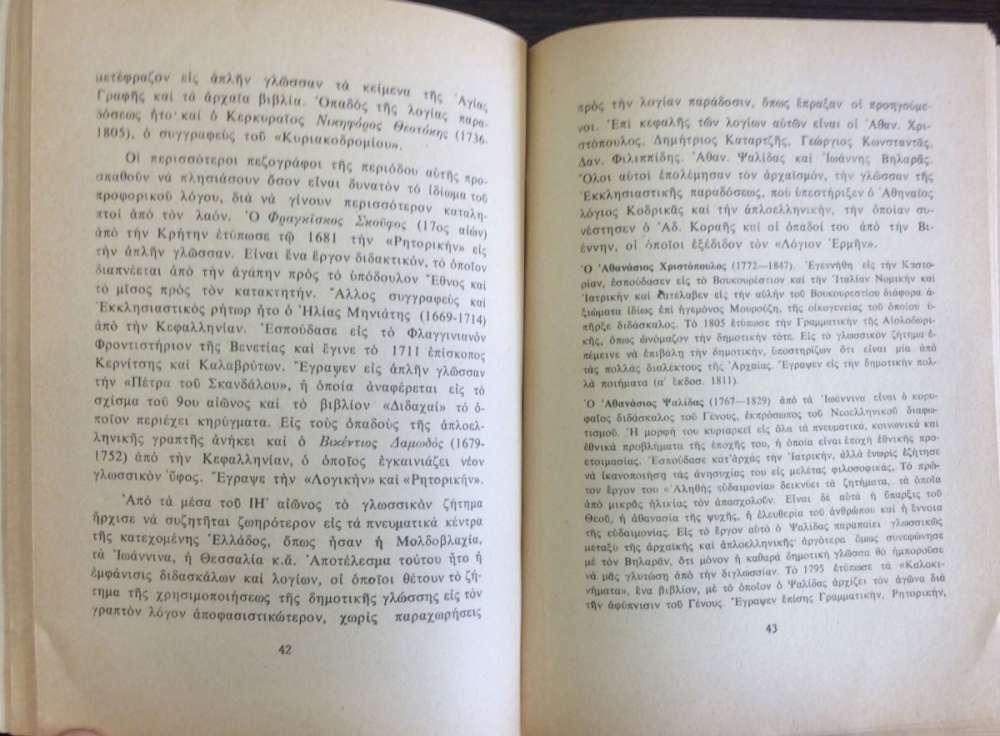 μετέφραζον εἰς ἁπλῆν γλῶσσαν τὰ κείμενα τῆς Ἁγίας
Γραφῆς καὶ τὰ ἀρχαῖα βιβλία. Ὀπαδὸς τῆς λογίας παρα-
δόσεως ἦτο καὶ ὁ Κερκυραῖος Νικηφόρος Θεοτόκης (1736-
1805), ὁ συγγραφεὺς τοῦ «Κυριακοδρομίου».
Οἱ περισσότεροι πεζογράφοι τῆς περιόδου αὐτῆς προ-
σπαθοῦν νὰ πλησιάσουν ὅσον εἶναι δυνατὸν τὸ ἰδίωμα τοῦ
προφορικοῦ λόγου, διὰ νὰ γίνουν περισσότερον καταλη-
πτοὶ ἀπὸ τὸν λαόν. Ὁ Φραγκίσκος Σκοῦφος (17ος αἰών)
ἀπὸ τὴν Κρήτην ἐτύπωσε τῷ 1681 τὴν «Ρητορικήν» εἰς
τὴν ἁπλῆν γλῶσσαν. Εἶναι ἕνα ἔργον διδακτικόν, τὸ ὁποῖον
διαπνέεται ἀπὸ τὴν ἀγάπην πρὸς τὸ ὑπόδουλον Ἔθνος καὶ
τὸ μῖσος πρὸς τὸν κατακτητήν. Ἄλλος συγγραφεὺς καὶ
Ἐκκλησιαστικὸς ρήτωρ ἦτο ὁ Ἠλίας Μηνιάτης (1669-1714)
ἀπὸ τὴν Κεφαλληνίαν. Ἐσπούδασε εἰς τὸ Φλαγγινιανὸν
Φροντιστήριον τῆς Βενετίας καὶ ἔγινε τὸ 1711 ἐπίσκοπος
Κερνίτσης καὶ Καλαβρύτων. Ἔγραψεν εἰς ἁπλῆν γλῶσσαν
τὴν «Πέτρα τοῦ Σκανδάλου», ἡ ὁποία ἀναφέρεται εἰς τὸ
σχίσμα τοῦ 9ου αἰῶνος καὶ τὸ βιβλίον «Διδαχαὶ» τὸ ὁ-
ποῖον περιέχει κηρύγματα. Εἰς τοὺς ὀπαδοὺς τῆς ἁπλοελ-
ληνικῆς γραπτῆς ἀνήκει καὶ ὁ Βικέντιος Δαμωδὸς (1679-
1752) ἀπὸ τὴν Κεφαλληνίαν, ὁ ὁποῖος ἐγκαινιάζει νέον
γλωσσικὸν ὕφος. Ἔγραψε τὴν «Λογικὴν» καὶ «Ρητορικήν».
Ἀπὸ τὰ μέσα τοῦ ΙΗ΄ αἰῶνος τὸ γλωσσικὸν ζήτημα
ἤρχισε νὰ συζητῆται ζωηρότερον εἰς τὰ πνευματικὰ κέντρα
τῆς κατεχομένης Ἑλλάδος, ὅπως ἦσαν ἡ Μολδοβλαχία,
τὰ Ἰωάννινα, ἡ Θεσσαλία κ.ἄ. Ἀποτέλεσμα τούτου ἦτο ἡ
ἐμφάνισις διδασκάλων καὶ λογίων, οἱ ὁποῖοι θέτουν τὸ ζή-
τημα τῆς χρησιμοποιήσεως τῆς δημοτικῆς γλώσσης εἰς τὸν
γραπτὸν λόγον ἀποφασιστικώτερον, χωρὶς παραχωρήσεις
42
πρὸς τὴν λογίαν παράδοσιν, ὅπως ἔπραξαν οἱ προηγούμε-
νοι. Ἐπὶ κεφαλῆς τῶν λογίων αὐτῶν εἶναι οἱ Ἀθαν. Χρι-
στόπουλος, Δημήτριος Καταρτζῆς, Γεώργιος Κωνσταντᾶς,
Δαν. Φιλιππίδης, Ἀθαν. Ψαλίδας καὶ Ἰωάννης Βηλαρᾶς.
Ὅλοι αὐτοὶ ἐπολέμησαν τὸν ἀρχαϊσμόν, τὴν γλῶσσαν τῆς
Ἐκκλησιαστικῆς παραδόσεως, ποὺ ὑπεστήριξεν ὁ Ἀθηναῖος
λόγιος Κοδρικᾶς καὶ τὴν ἁπλοελληνικήν, τὴν ὁποίαν συ-
νέστησεν ὁ Ἀδ. Κοραῆς καὶ οἱ ὀπαδοί του ἀπὸ τὴν Βι-
έννην, οἱ ὁποῖοι ἐξέδιδον τὸν «Λόγιον Ἑρμῆν».
Ὁ Ἀθανάσιος Χριστόπουλος (1772—1847). Ἐγεννήθη εἰς τὴν Καστο-
ρίαν, ἐσπούδασεν εἰς τὸ Βουκουρέστιον καὶ τὴν Ἰταλίαν Νομικὴν καὶ
Ἰατρικὴν καὶ κατέλαβεν εἰς τὴν αὐλὴν τοῦ Βουκουρεστίου διάφορα ἀ-
ξιώματα ἰδίως ἐπὶ ἡγεμόνος Μουρούζη, τῆς οἰκογενείας τοῦ ὁποίου ὑ-
πῆρξε διδάσκαλος. Τὸ 1805 ἐτύπωσε τὴν Γραμματικὴν τῆς Αἰολοδωρι-
κῆς, ὅπως ὠνόμαζον τὴν δημοτικὴν τότε. Εἰς τὸ γλωσσικὸν ζήτημα ἐ-
πέμεινε νὰ ἐπιβάλη τὴν δημοτικήν, ὑποστηρίζων ὅτι εἶναι μία ἀπὸ
τὰς πολλὰς διαλέκτους τῆς Ἀρχαίας. Ἔγραψεν εἰς τὴν δημοτικὴν πολ-
λὰ ποιήματα (α΄ ἔκδοσ. 1811).
Ὁ Ἀθανάσιος Ψαλίδας (1767—1829) ἀπὸ τὰ Ἰωάννινα εἶναι ὁ κορυ-
φαῖος διδάσκαλος τοῦ Γένους, ἐκπρόσωπος τοῦ Νεοελληνικοῦ διαφω-
τισμοῦ. Ἡ μορφή του κυριαρκεῖ εἰς ὅλα τὰ πνευματικά, κοινωνικὰ καὶ
ἐθνικὰ προβλήματα τῆς ἐποχῆς του, ἡ ὁποία εἶναι ἐποχὴ ἐθνικῆς προ-
ετοιμασίας. Ἐσπούδασε κατ᾽ἀρχὰς τὴν Ἰατρικήν, ἀλλὰ ἐνωρὶς ἐζήτησε
νὰ ἱκανοποιήση τὰς ἀνησυχίας του εἰς μελέτας φιλοσοφικάς. Τὸ πρῶ-
τον ἔργον του «Ἀληθὴς εὐδαιμονία» δεικνύει τὰ ζητήματα, τὰ ὁποῖα
ἀπὸ μικρᾶς ἡλικίας τὸν ἀπασχολοῦν. Εἶναι δὲ αὐτὰ ἡ ὕπαρξις τοῦ
Θεοῦ, ἡ ἀθανασία τῆς ψυχῆς, ἡ ἐλευθερία τοῦ ἀνθρώπου καὶ ἡ ἔννοια
τῆς εὐδαιμονίας. Εἰς τὸ ἔργον αὐτὸ ὁ Ψαλίδας παραπαίει γλωσσικῶς
μεταξὺ τῆς ἀρχαϊκῆς καὶ ἁπλοελληνικῆς· ἀργότερα ὅμως συνεφώνησε
μὲ τὸν Βηλαρᾶν, ὅτι μόνον ἡ καθαρὰ δημοτικὴ γλῶσσα θὰ ἠμποροῦσε
νὰ μᾶς γλυτώση ἀπὸ τὴν διγλωσσίαν. Τὸ 1795 ἐτύπωσε τὰ «Καλοκι-
νήματα», ἕνα βιβλίον, μὲ τὸ ὁποῖον ὁ Ψαλίδας ἀρχίζει τὸν ἀγῶνα διὰ
τὴν ἀφύπνισιν τοῦ Γένους. Ἔγραψεν ἐπίσης Γραμματικήν, Ρητορικήν,
43